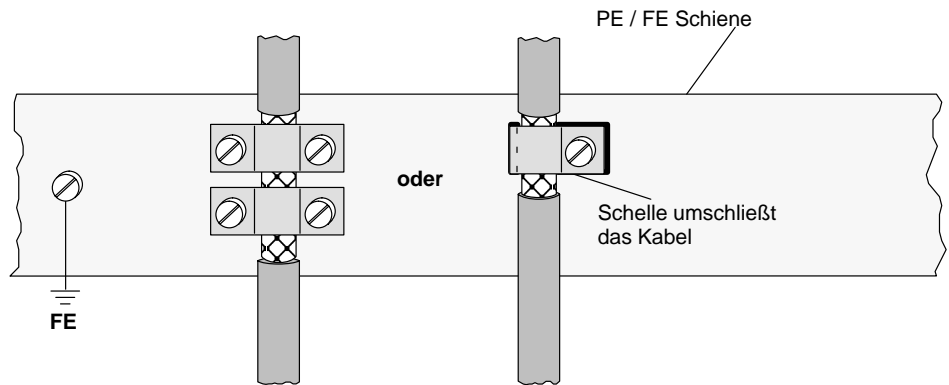 PE / FE Schiene
oder
Schelle umschließt
das Kabel
FE